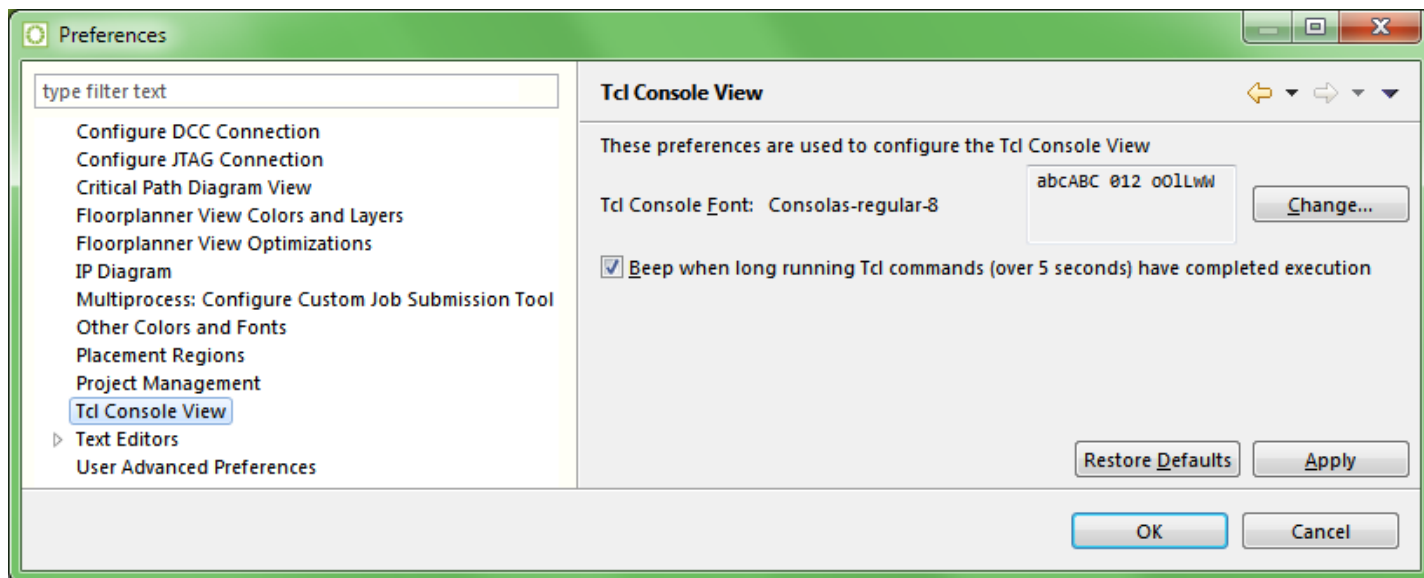 Preferences
type filter text
Configure DCC Connection
Configure JTAG Connection
Critical Path Diagram View
Floorplanner View Colors and Layers
Floorplanner View Optimizations
IP Diagram
Multiprocess: Configure Custom Job Submission Tool
Other Colors and Fonts
Placement Regions
Project Management
Tcl Console View
Text Editors
User Advanced Preferences
Tcl Console View
These preferences are used to configure the Tcl Console View
Tcl Console Font: Consolas-regular-8
abcABC 012 oOlLwW
Change...
Beep when long running Tcl commands (over 5 seconds) have completed execution
Restore Defaults
Apply
OK
Cancel